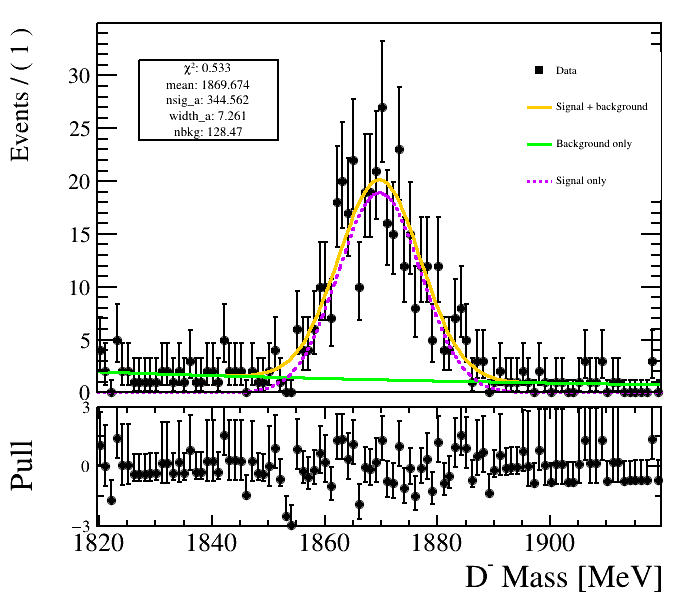 Events / ( 1 )
30
25
20
15
10
5
0
χ²: 0.533
mean: 1869.674
nsig_a: 344.562
width_a: 7.261
nbkg: 128.47
Data
Signal + background
Background only
Signal only
Pull
3
0
−3
1820 1840 1860 1880 1900
D⁻ Mass [MeV]